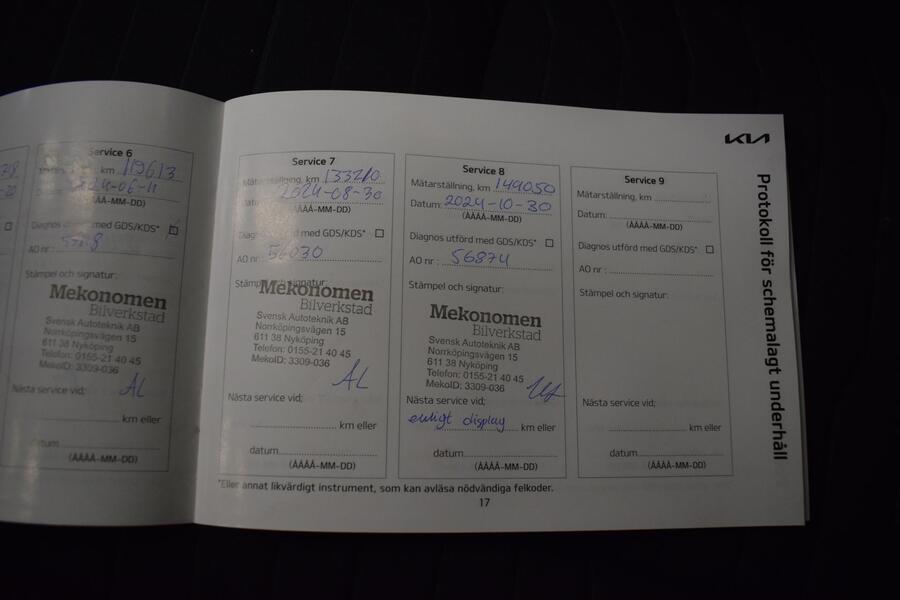 Service 6
km 119613
2024-06-11
(ÅÅÅÅ-MM-DD)
Diagnos utförd med GDS/KDS*
AO nr
Stämpel och signatur:
Mekonomen
Bilverkstad
Svensk Autoteknik AB
Norrköpingsvägen 15
611 38 Nyköping
Telefon: 0155-21 40 45
MekoID: 3309-036
AL
Nästa service vid;
km eller
datum
(ÅÅÅÅ-MM-DD)
Service 7
Mätarställning, km 133210
2024-08-30
(ÅÅÅÅ-MM-DD)
Diagnos utförd med GDS/KDS*
AO nr : 56030
Stämpel och signatur:
Mekonomen
Bilverkstad
Svensk Autoteknik AB
Norrköpingsvägen 15
611 38 Nyköping
Telefon: 0155-21 40 45
MekoID: 3309-036
AL
Nästa service vid;
km eller
datum
(ÅÅÅÅ-MM-DD)
Service 8
Mätarställning, km 149050
Datum: 2024-10-30
(ÅÅÅÅ-MM-DD)
Diagnos utförd med GDS/KDS*
AO nr : 56874
Stämpel och signatur:
Mekonomen
Bilverkstad
Svensk Autoteknik AB
Norrköpingsvägen 15
611 38 Nyköping
Telefon: 0155-21 40 45
MekoID: 3309-036
Nästa service vid;
enligt display km eller
datum
(ÅÅÅÅ-MM-DD)
Service 9
Mätarställning, km
Datum:
(ÅÅÅÅ-MM-DD)
Diagnos utförd med GDS/KDS*
AO nr :
Stämpel och signatur:
Nästa service vid;
km eller
datum
(ÅÅÅÅ-MM-DD)
*Eller annat likvärdigt instrument, som kan avläsa nödvändiga felkoder.
17
KIA
Protokoll för schemalagt underhåll